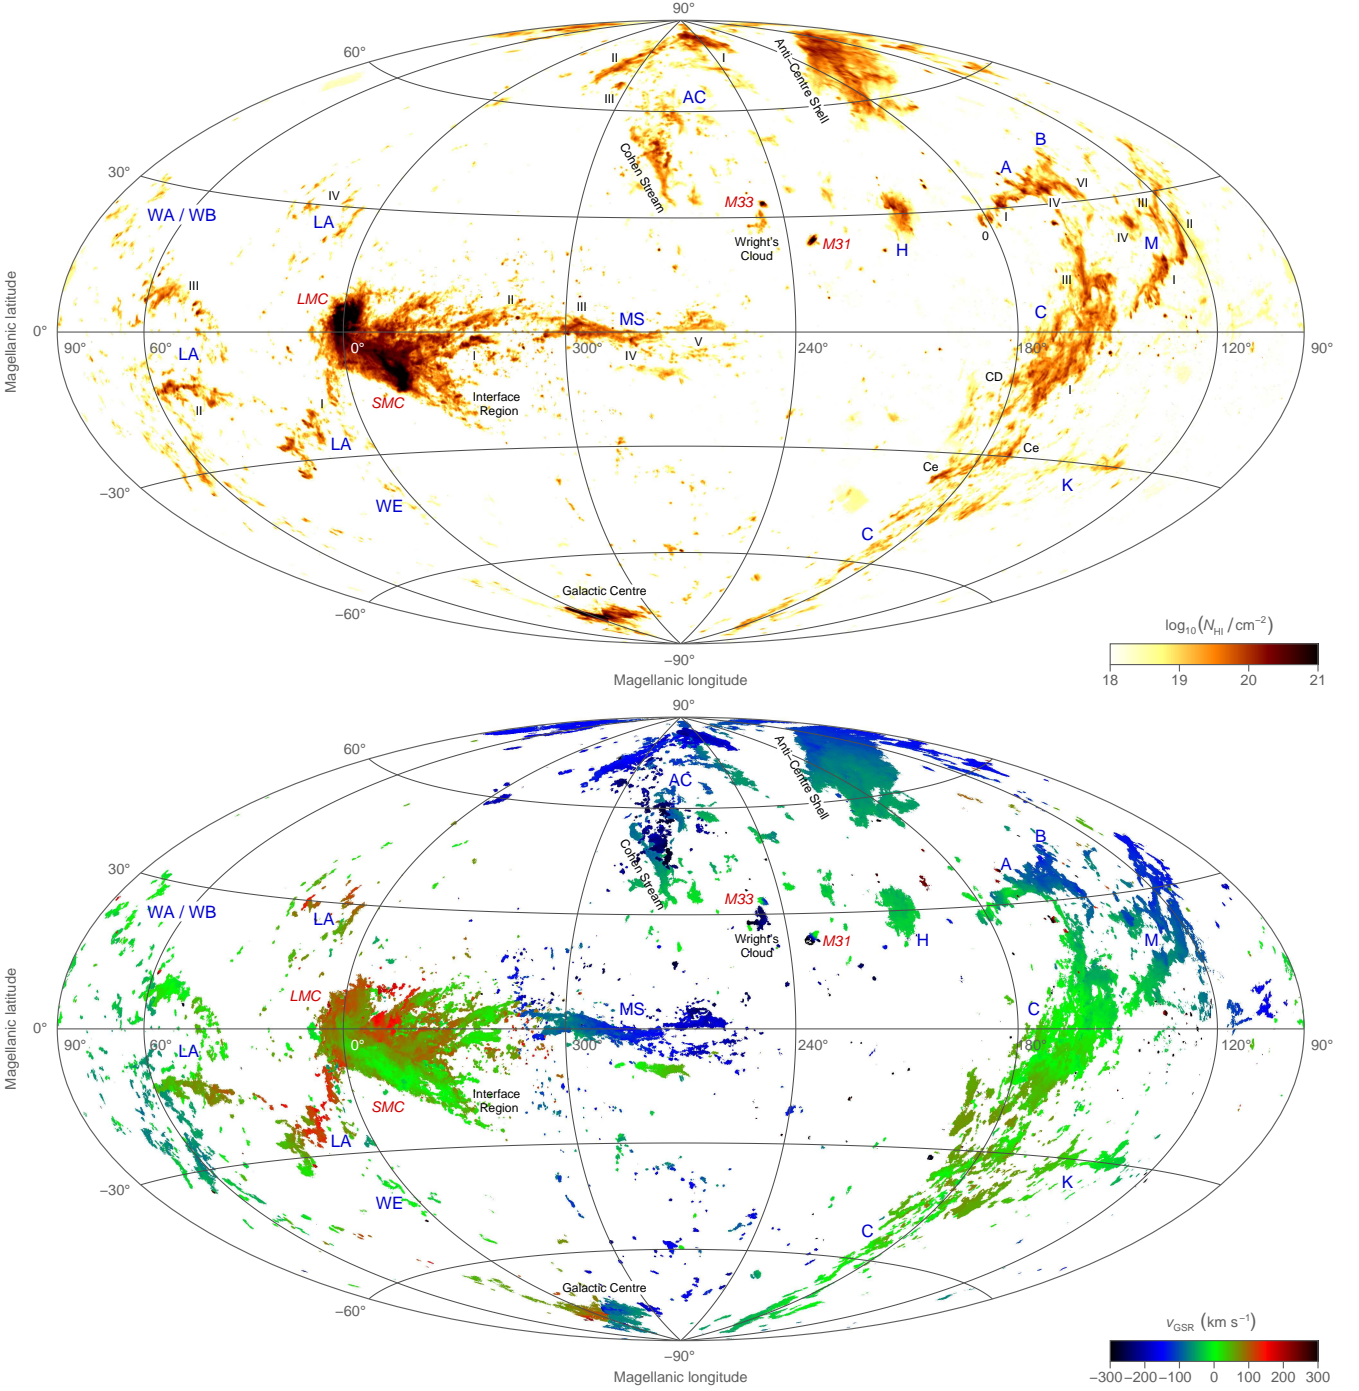 90°
60°
II
I
Anti−Centre Shell
III
AC
B
Cohen Stream
A
30°
VI
IV
M33
IV
III
WA / WB
LA
I
II
0
IV
Wright's
Cloud
M31
H
M
III
III
I
LMC
II
III
MS
C
Magellanic latitude
0°
90°
60°
0°
300°
240°
180°
120°
90°
LA
I
IV
V
CD
I
SMC
Interface
Region
II
I
LA
Ce
Ce
−30°
WE
K
C
Galactic Centre
−60°
log10(NHI / cm−2)
−90°
18 19 20 21
Magellanic longitude
90°
60°
Anti−Centre Shell
AC
B
Cohen Stream
A
30°
M33
WA / WB
LA
Wright's
Cloud
M31
H
M
LMC
MS
C
Magellanic latitude
0°
90°
60°
0°
300°
240°
180°
120°
90°
LA
SMC
Interface
Region
LA
−30°
WE
K
C
Galactic Centre
−60°
vGSR (km s−1)
−90°
−300 −200 −100 0 100 200 300
Magellanic longitude